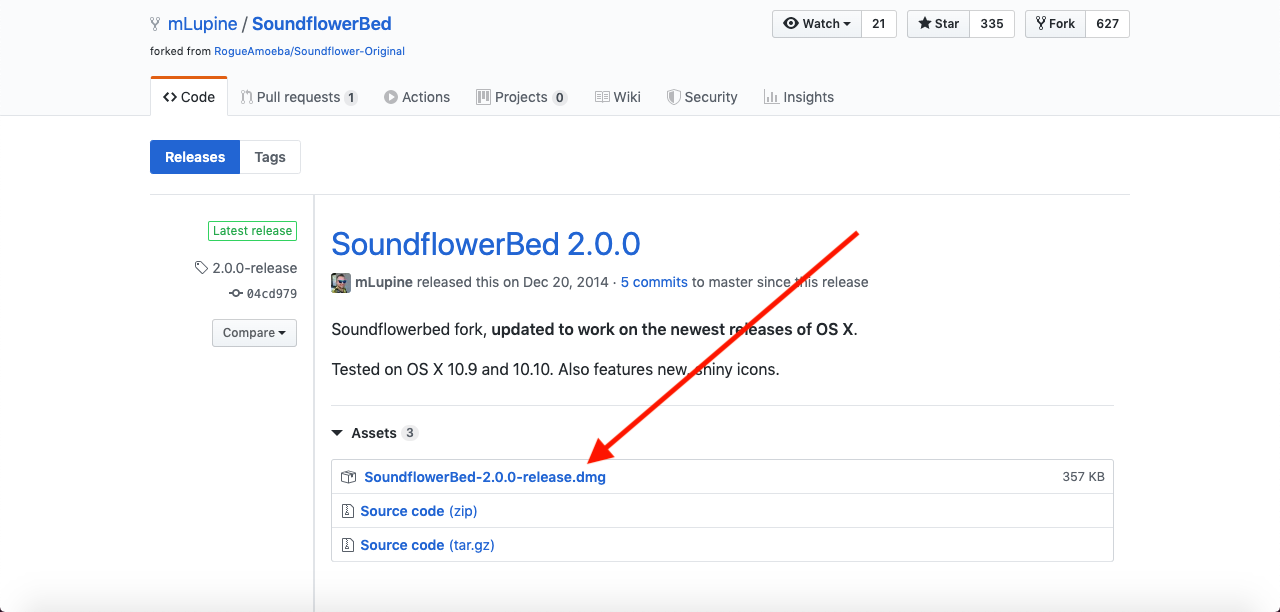 mLupine / SoundflowerBed
Watch 21 Star 335 Fork 627
forked from RogueAmoeba/Soundflower-Original
Code Pull requests 1 Actions Projects 0 Wiki Security Insights
Releases Tags
Latest release
2.0.0-release
04cd979
Compare
SoundflowerBed 2.0.0
mLupine released this on Dec 20, 2014 · 5 commits to master since this release
Soundflowerbed fork, updated to work on the newest releases of OS X.
Tested on OS X 10.9 and 10.10. Also features new, shiny icons.
Assets 3
SoundflowerBed-2.0.0-release.dmg 357 KB
Source code (zip)
Source code (tar.gz)